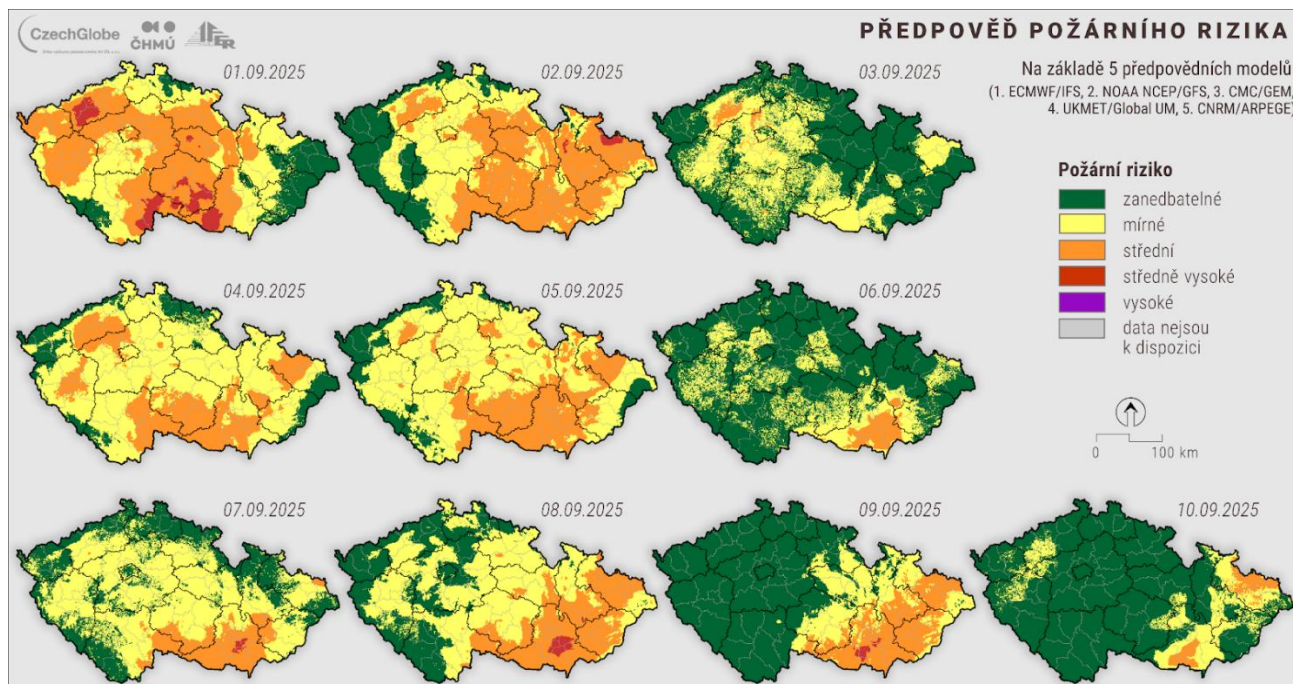 CzechGlobe
ČHMÚ
IFER
PŘEDPOVĚĎ POŽÁRNÍHO RIZIKA
Na základě 5 předpovědních modelů
(1. ECMWF/IFS, 2. NOAA NCEP/GFS, 3. CMC/GEM,
4. UKMET/Global UM, 5. CNRM/ARPEGE)
01.09.2025
02.09.2025
03.09.2025
Požární riziko
zanedbatelné
mírné
střední
středně vysoké
vysoké
data nejsou
k dispozici
04.09.2025
05.09.2025
06.09.2025
0 100 km
07.09.2025
08.09.2025
09.09.2025
10.09.2025